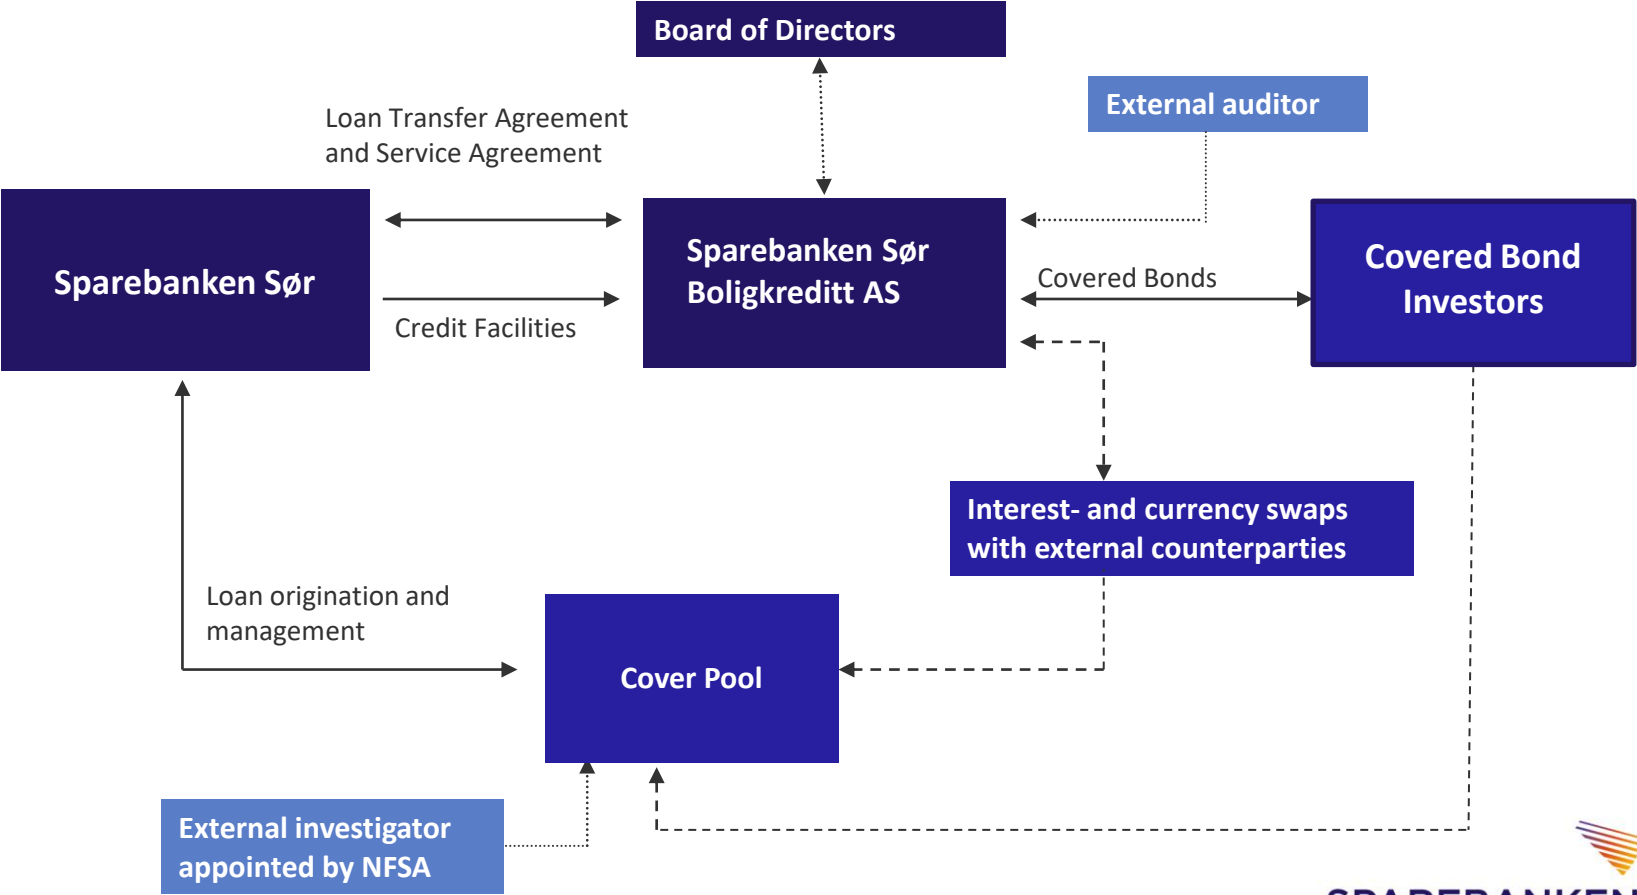 Board of Directors
External auditor
Loan Transfer Agreement
and Service Agreement
Sparebanken Sør
Sparebanken Sør
Boligkreditt AS
Covered Bonds
Covered Bond
Investors
Credit Facilities
Interest- and currency swaps
with external counterparties
Loan origination and
management
Cover Pool
External investigator
appointed by NFSA
SPAREBANKEN